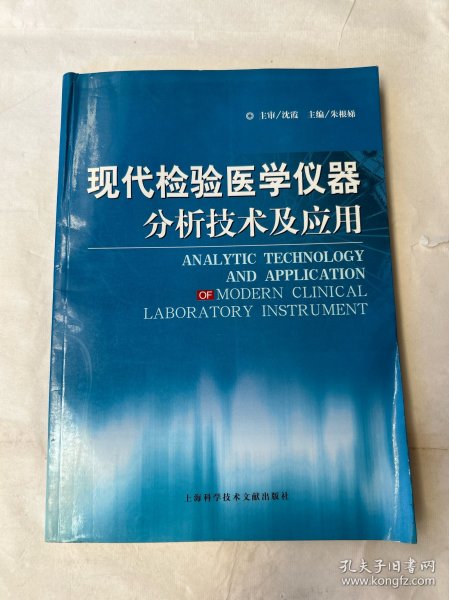 ◎ 主审/沈霞 主编/朱根娣
现代检验医学仪器
分析技术及应用
ANALYTIC TECHNOLOGY
AND APPLICATION
OF MODERN CLINICAL
LABORATORY INSTRUMENT
上海科学技术文献出版社
孔夫子旧书网
www.kongfz.com